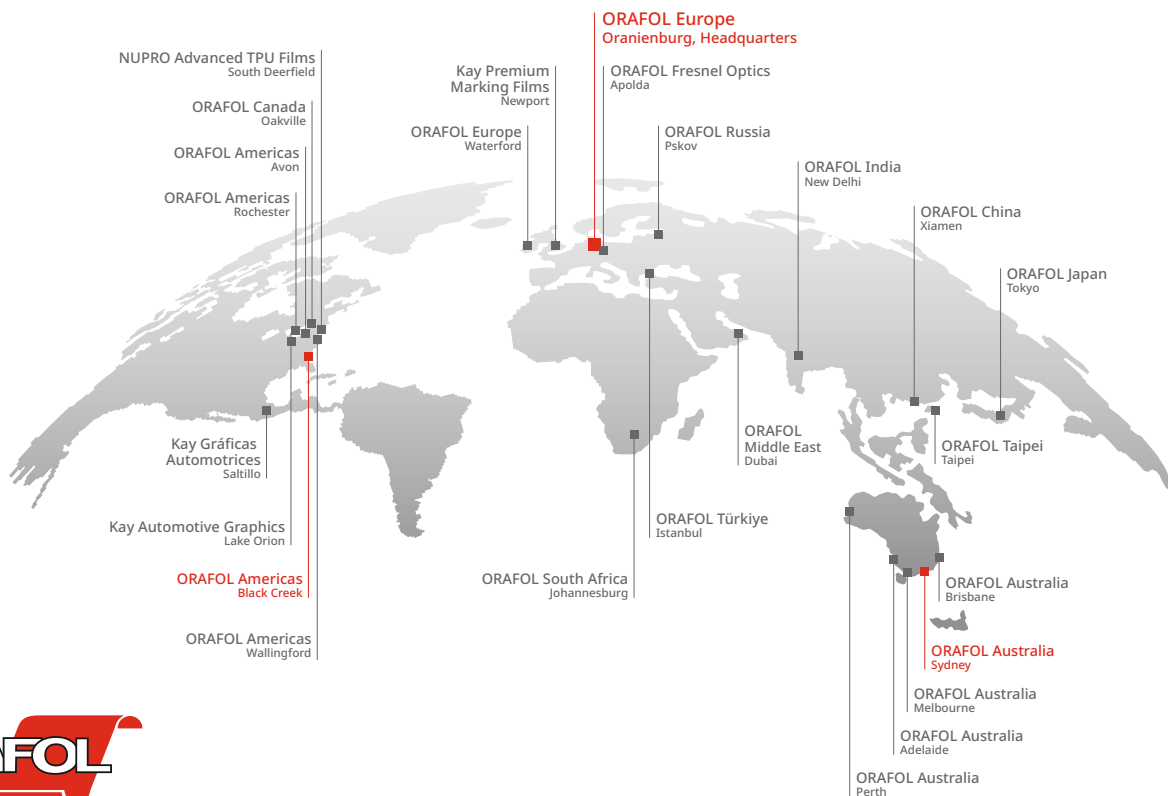 ORAFOL Europe
Oranienburg, Headquarters
NUPRO Advanced TPU Films
South Deerfield
Kay Premium
Marking Films
Newport
ORAFOL Fresnel Optics
Apolda
ORAFOL Canada
Oakville
ORAFOL Europe
Waterford
ORAFOL Russia
Pskov
ORAFOL Americas
Avon
ORAFOL India
New Delhi
ORAFOL Americas
Rochester
ORAFOL China
Xiamen
ORAFOL Japan
Tokyo
Kay Gráficas
Automotrices
Saltillo
ORAFOL
Middle East
Dubai
ORAFOL Taipei
Taipei
Kay Automotive Graphics
Lake Orion
ORAFOL Türkiye
Istanbul
ORAFOL Americas
Black Creek
ORAFOL South Africa
Johannesburg
ORAFOL Australia
Brisbane
ORAFOL Americas
Wallingford
ORAFOL Australia
Sydney
ORAFOL Australia
Melbourne
ORAFOL Australia
Adelaide
ORAFOL Australia
Perth
AFOL